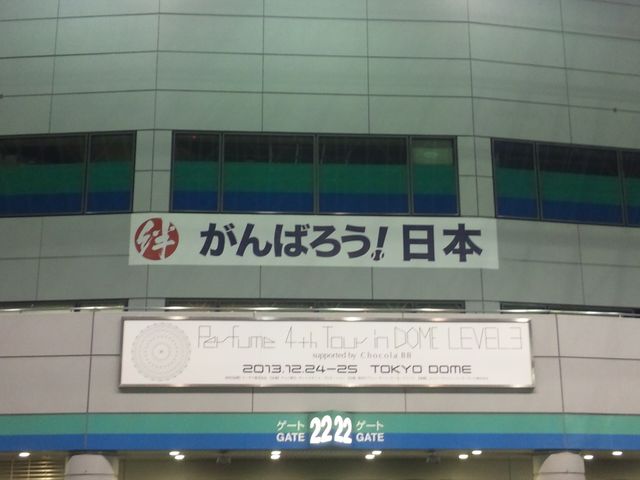 絆 がんばろう!日本
Perfume 4th Tour in DOME LEVEL3
supported by Chocola BB
2013.12.24-25 TOKYO DOME
ゲート 22 22 ゲート
GATE GATE